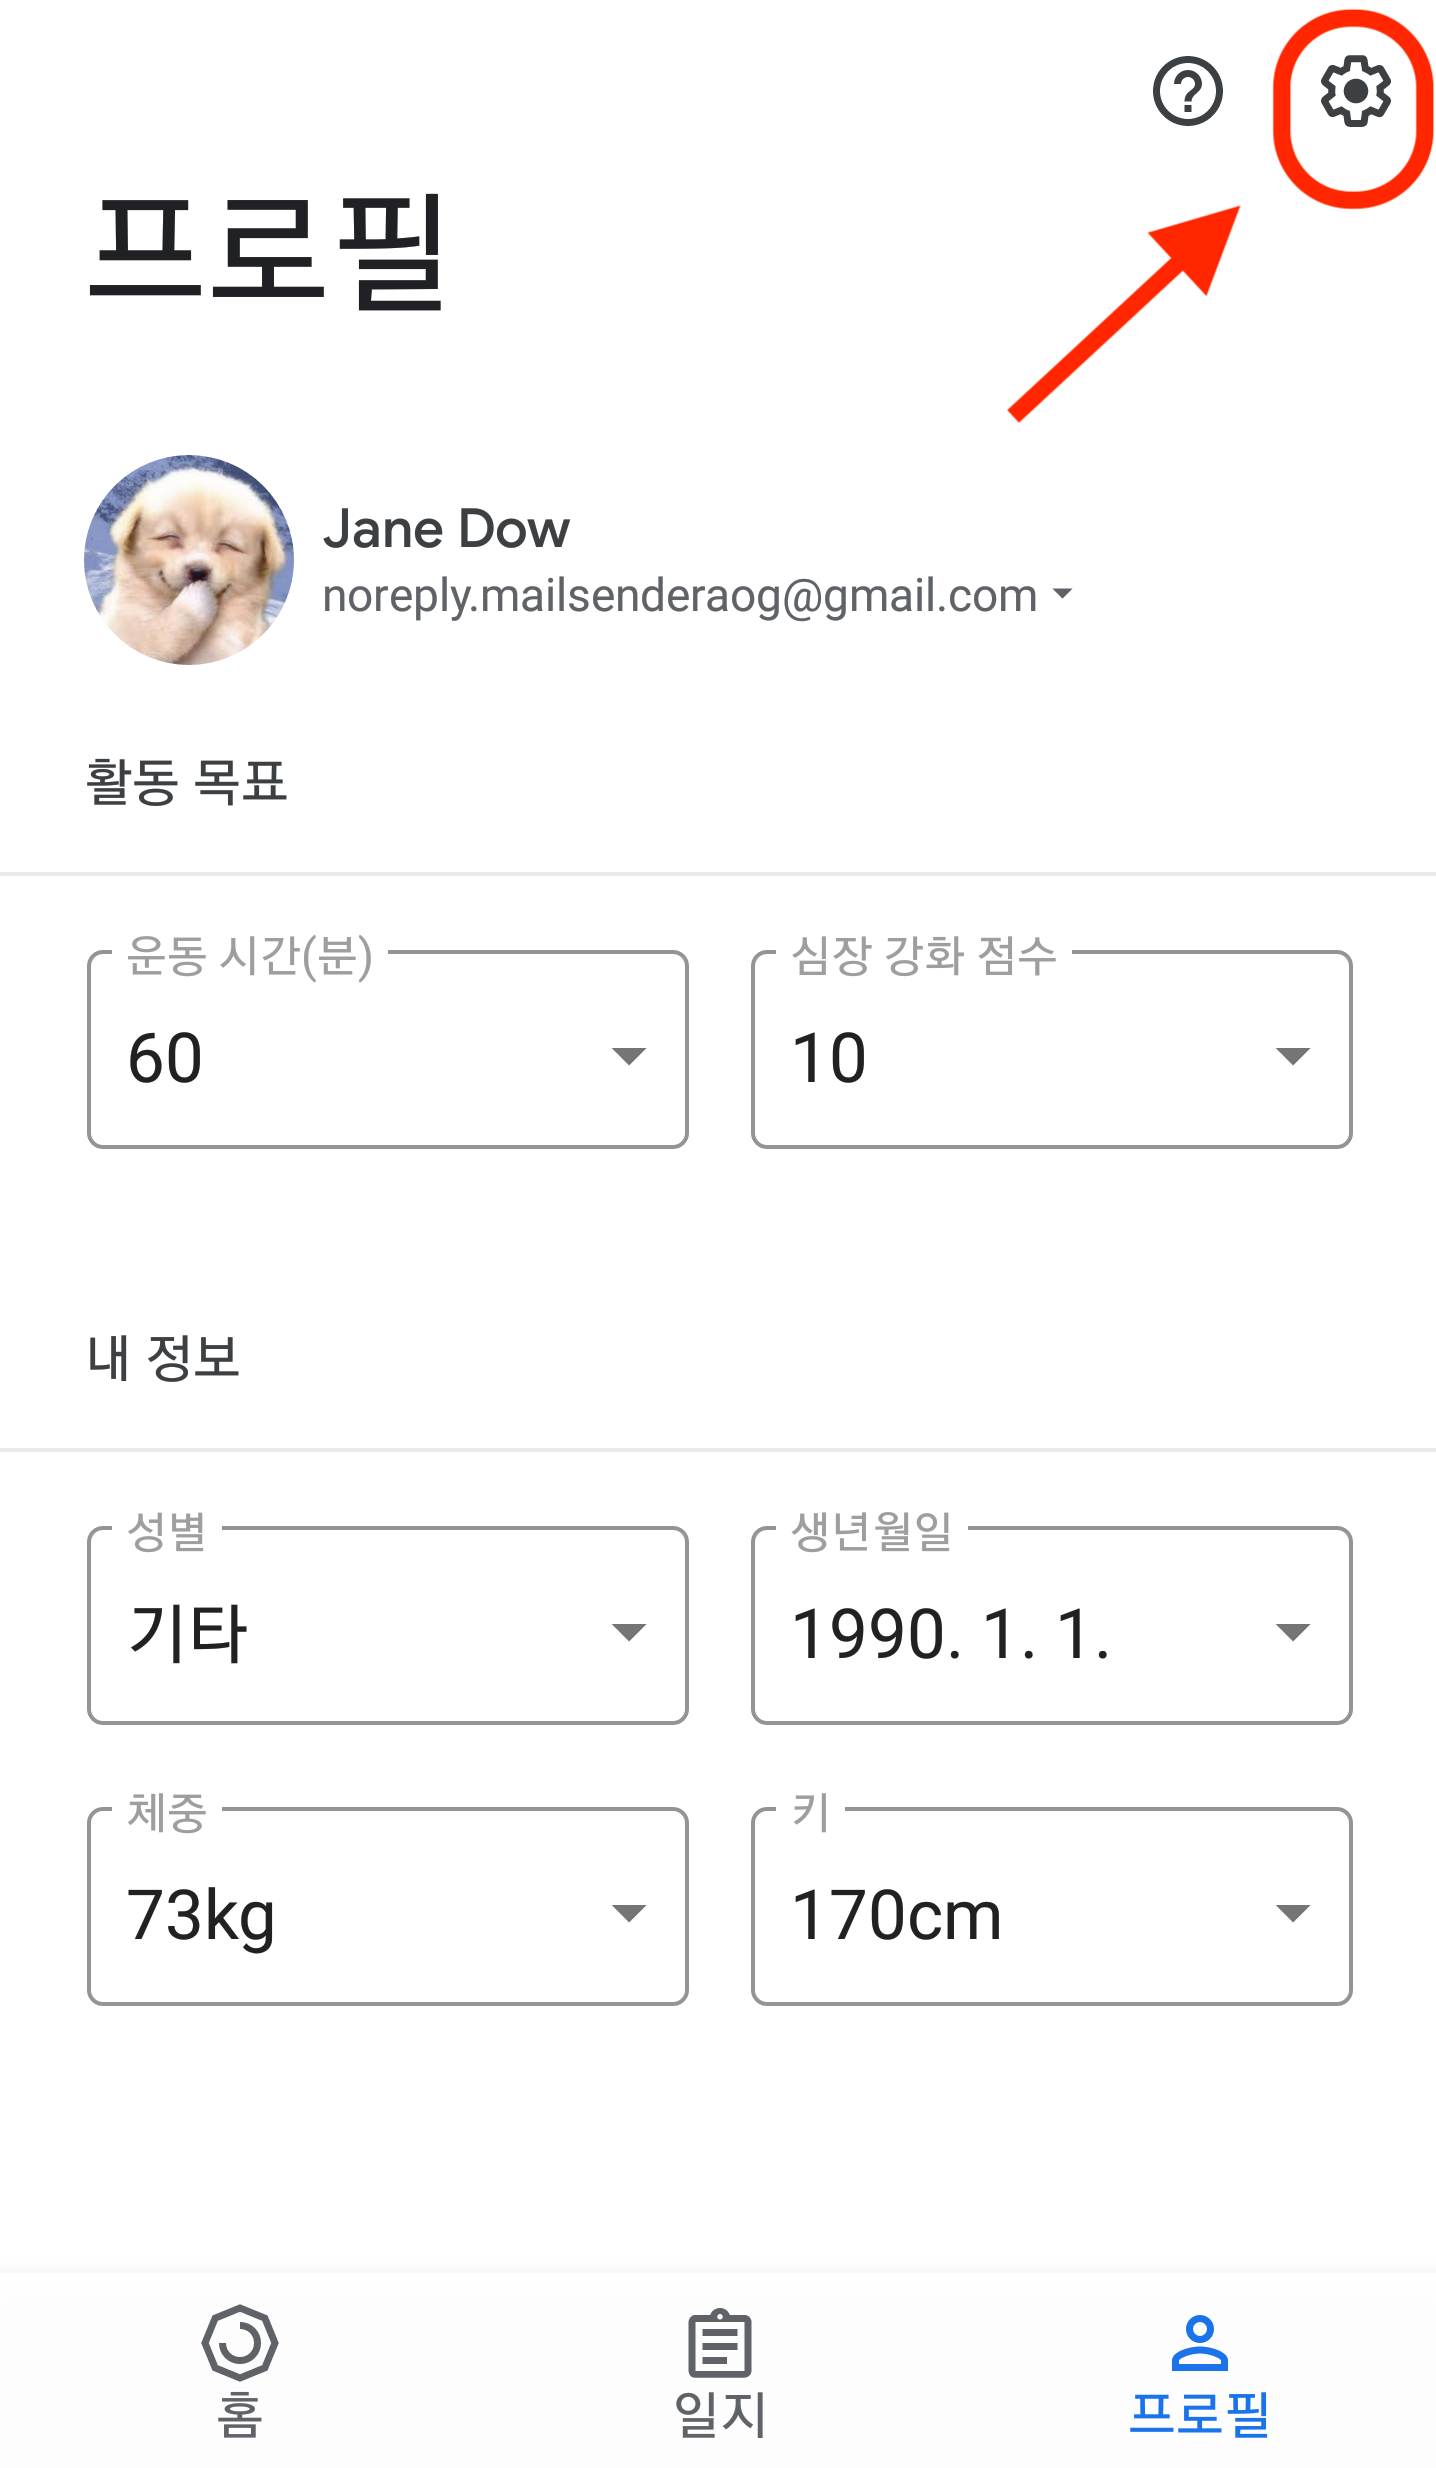 프로필
Jane Dow
noreply.mailsenderaog@gmail.com
활동 목표
운동 시간(분)
60
심장 강화 점수
10
내 정보
성별
기타
생년월일
1990. 1. 1.
체중
73kg
키
170cm
홈
일지
프로필